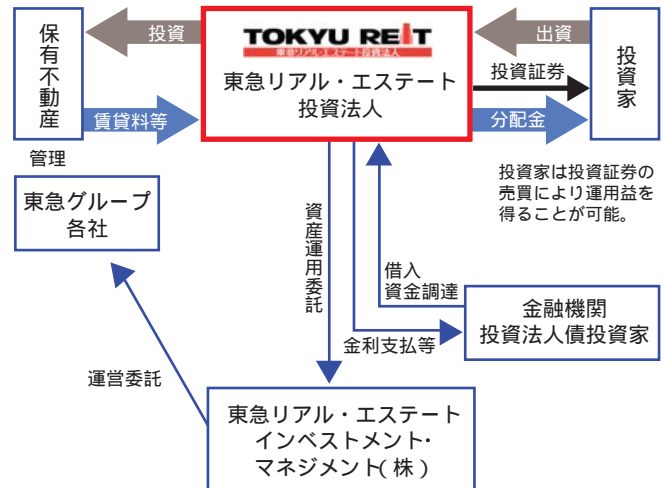 保有不動産
投資
TOKYU REIT
東急リアル・エステート投資法人
東急リアル・エステート
投資法人
出資
投資証券
投資家
賃貸料等
分配金
管理
投資家は投資証券の
売買により運用益を
得ることが可能。
東急グループ
各社
資産運用委託
借入
資金調達
金融機関
投資法人債投資家
金利支払等
運営委託
東急リアル・エステート
インベストメント・
マネジメント(株)